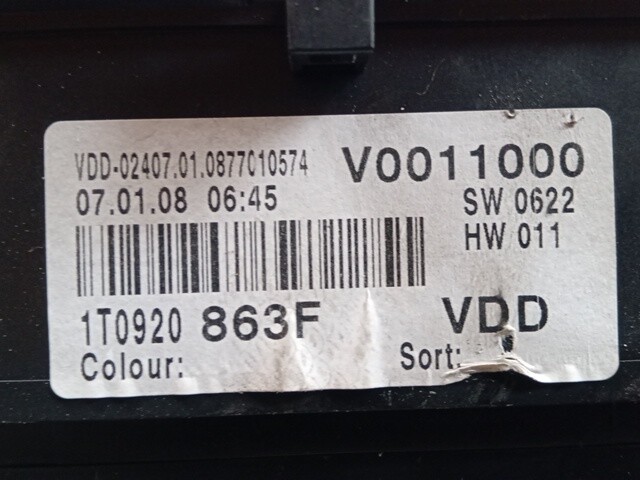 VDD-02407.01.0877010574 V0011000
07.01.08 06:45 SW 0622
HW 011
1T0920 863F VDD
Colour: Sort: